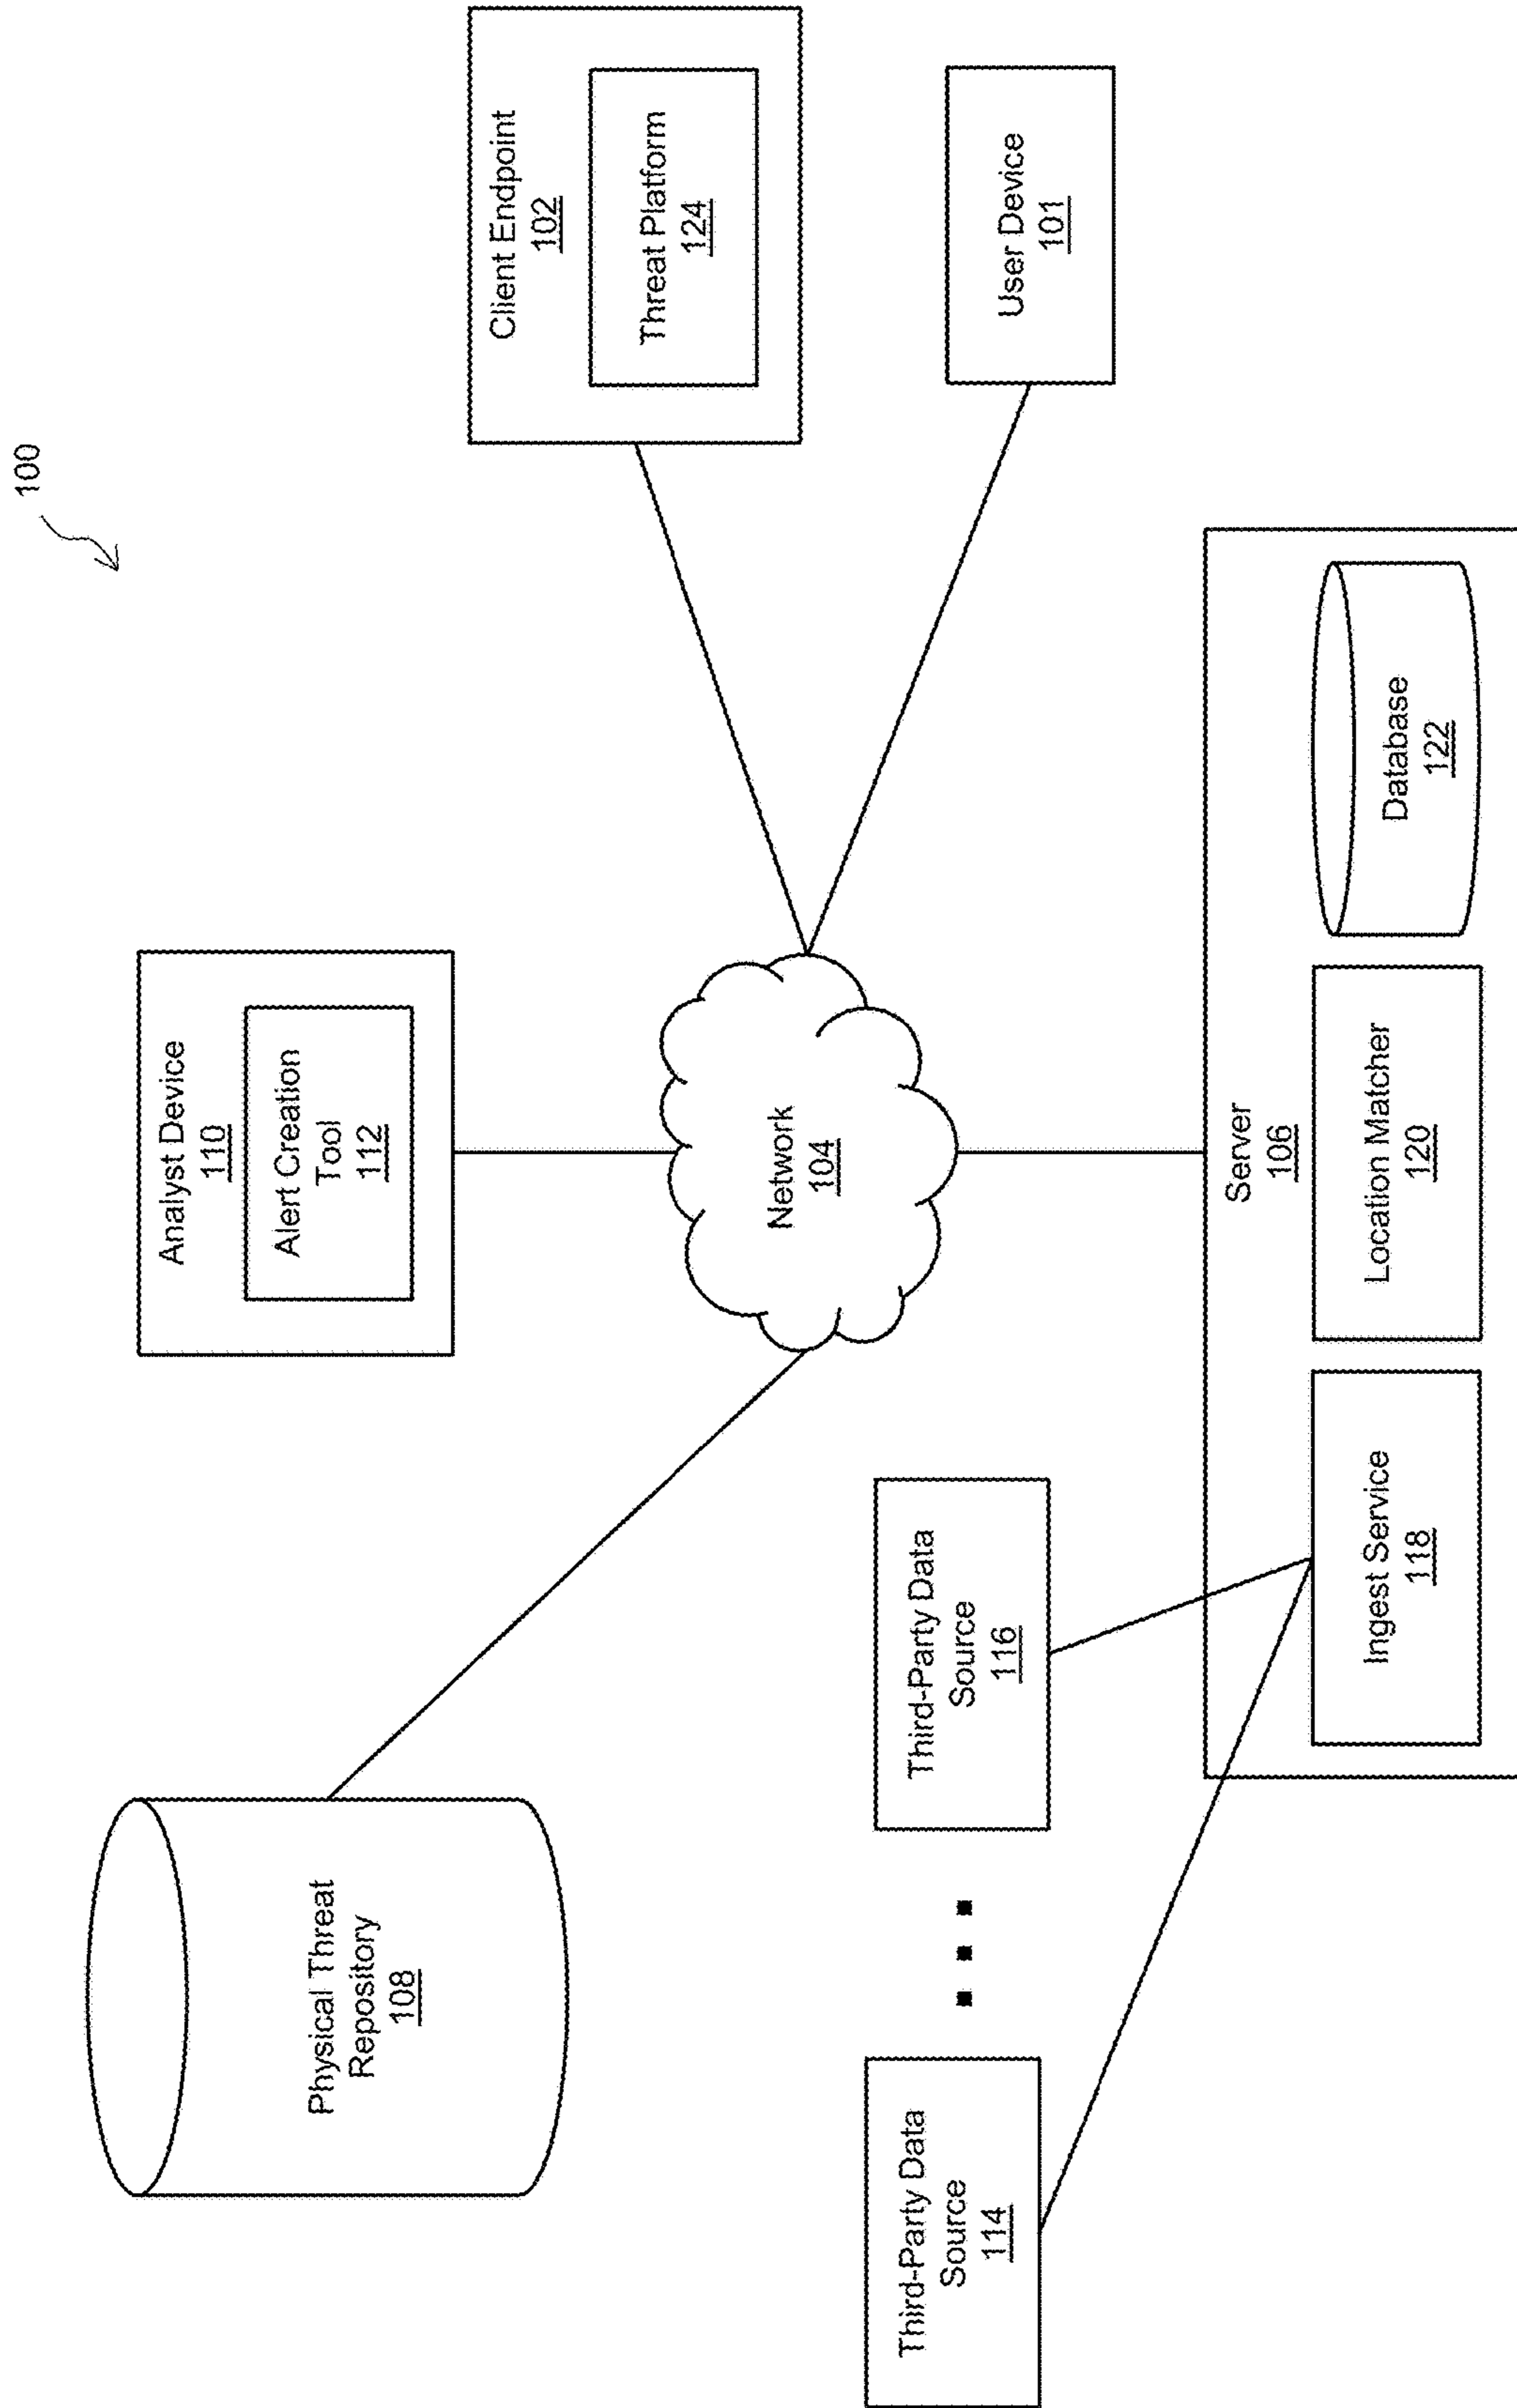 100
Physical Threat
Repository
108
Analyst Device
110
Alert Creation
Tool
112
Client Endpoint
102
Threat Platform
124
Network
104
User Device
101
Third-Party Data
Source
114
Third-Party Data
Source
116
Server
106
Ingest Service
118
Location Matcher
120
Database
122